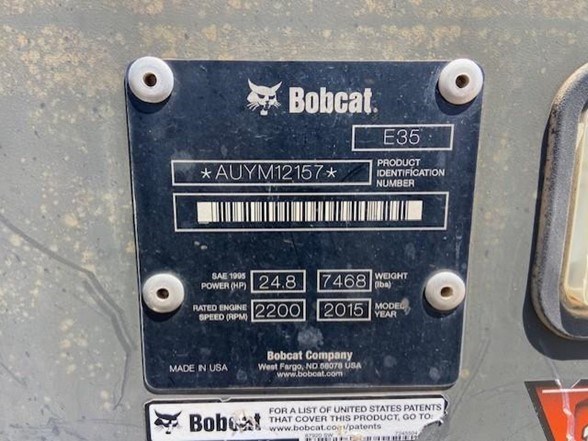 Bobcat.
E35
*AUYM12157*
PRODUCT
IDENTIFICATION
NUMBER
SAE 1995
POWER (HP)
24.8
7468
WEIGHT
(lbs)
RATED ENGINE
SPEED (RPM)
2200
2015
MODEL
YEAR
Bobcat Company
West Fargo, ND 58078 USA
www.bobcat.com
MADE IN USA
Bobcat
FOR A LIST OF UNITED STATES PATENTS
THAT COVER THIS PRODUCT, GO TO:
www.bobcat.com/patents